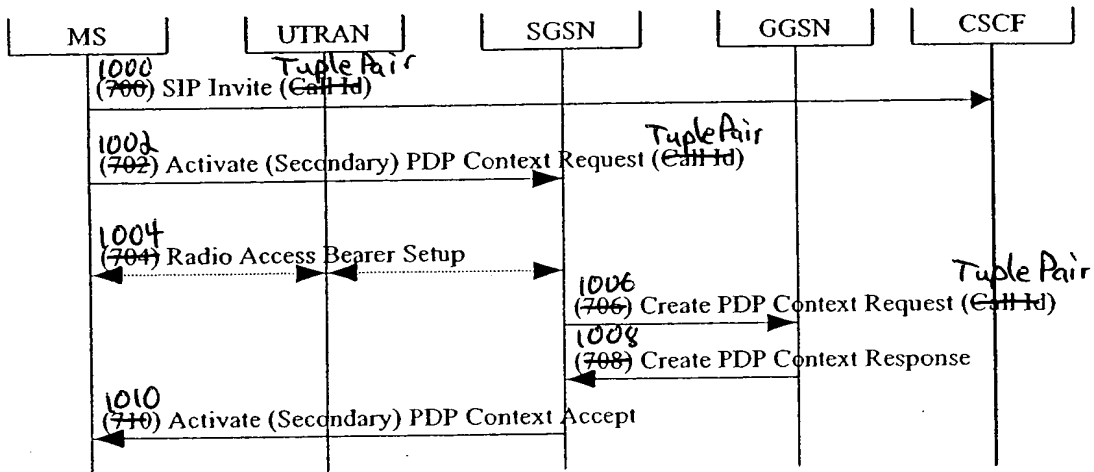 MS UTRAN SGSN GGSN CSCF
1000 Tuple Pair
(700) SIP Invite (Call Id)
1002 Tuple Pair
(702) Activate (Secondary) PDP Context Request (Call Id)
1004
(704) Radio Access Bearer Setup
1006 Tuple Pair
(706) Create PDP Context Request (Call Id)
1008
(708) Create PDP Context Response
1010
(710) Activate (Secondary) PDP Context Accept